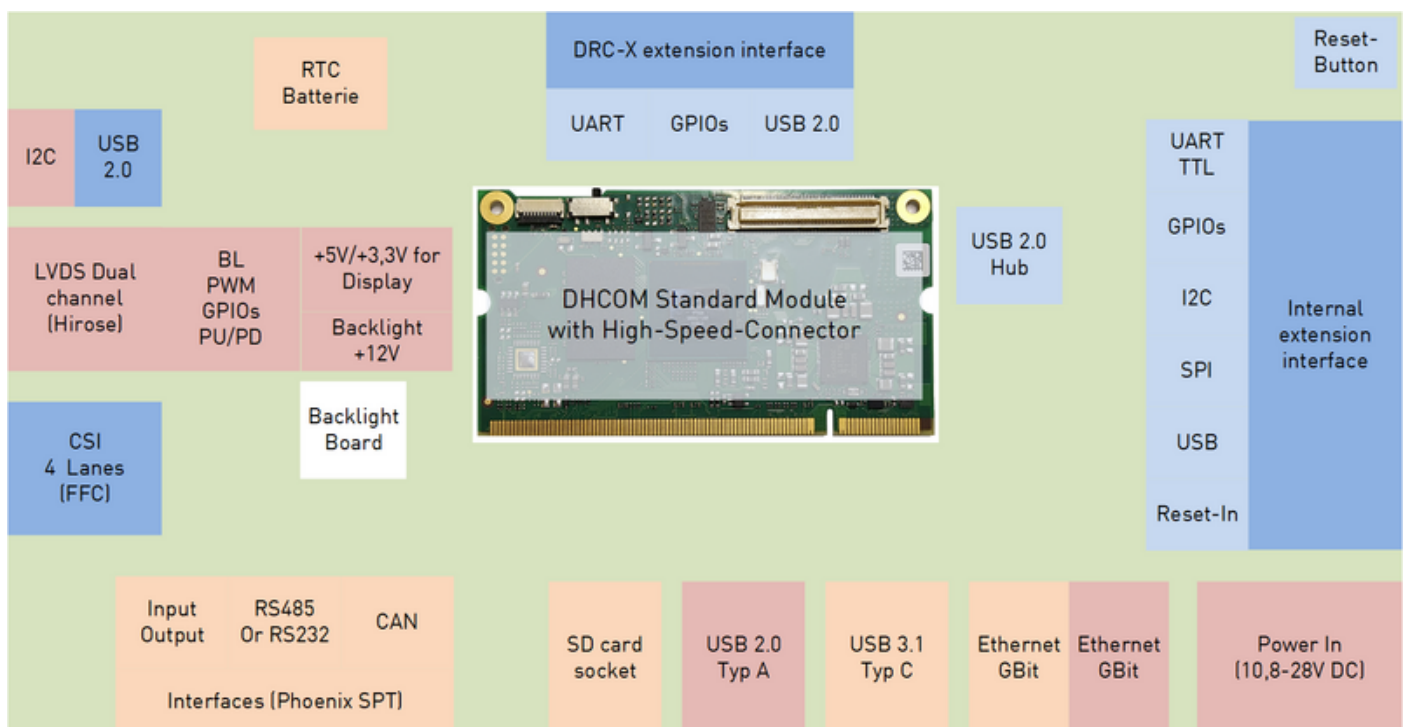 DRC-X extension interface
UART GPIOs USB 2.0
Reset-
Button
RTC
Batterie
I2C
USB
2.0
LVDS Dual
channel
(Hirose)
BL
PWM
GPIOs
PU/PD
+5V/+3,3V for
Display
Backlight
+12V
Backlight
Board
CSI
4 Lanes
(FFC)
DHCOM Standard Module
with High-Speed-Connector
USB 2.0
Hub
UART
TTL
GPIOs
I2C
SPI
USB
Reset-In
Internal
extension
interface
Input
Output
RS485
Or RS232
CAN
Interfaces (Phoenix SPT)
SD card
socket
USB 2.0
Typ A
USB 3.1
Typ C
Ethernet
GBit
Ethernet
GBit
Power In
(10,8-28V DC)